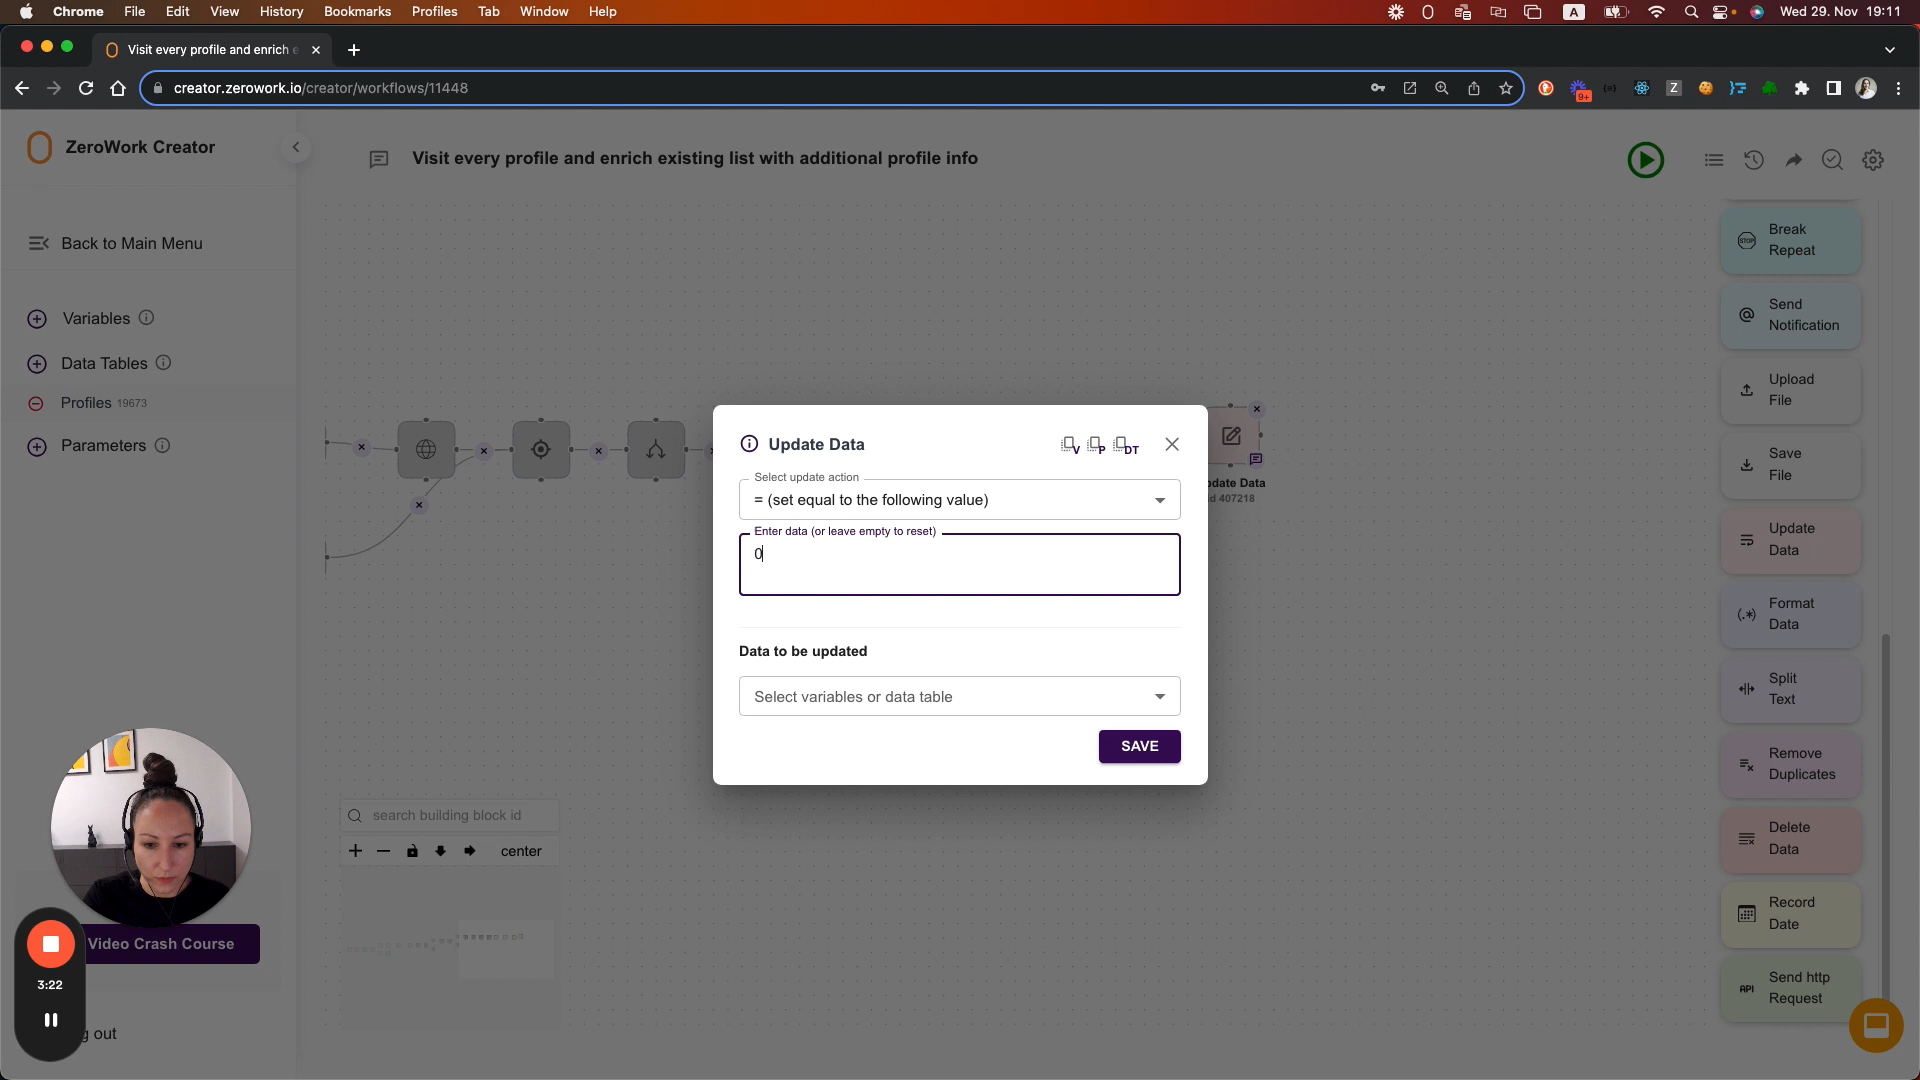 Chrome File Edit View History Bookmarks Profiles Tab Window Help
A
Wed 29. Nov 19:11
Visit every profile and enrich e
creator.zerowork.io/creator/workflows/11448
9+
Z
ZeroWork Creator
Visit every profile and enrich existing list with additional profile info
Back to Main Menu
Variables
Data Tables
Profiles 19673
Parameters
Update Data
V
P
DT
Select update action
= (set equal to the following value)
Enter data (or leave empty to reset)
0
Data to be updated
Select variables or data table
SAVE
pdate Data
id 407218
STOP
Break
Repeat
Send
Notification
Upload
File
Save
File
Update
Data
Format
Data
Split
Text
Remove
Duplicates
Delete
Data
Record
Date
API
Send http
Request
search building block id
center
Video Crash Course
3:22
g out